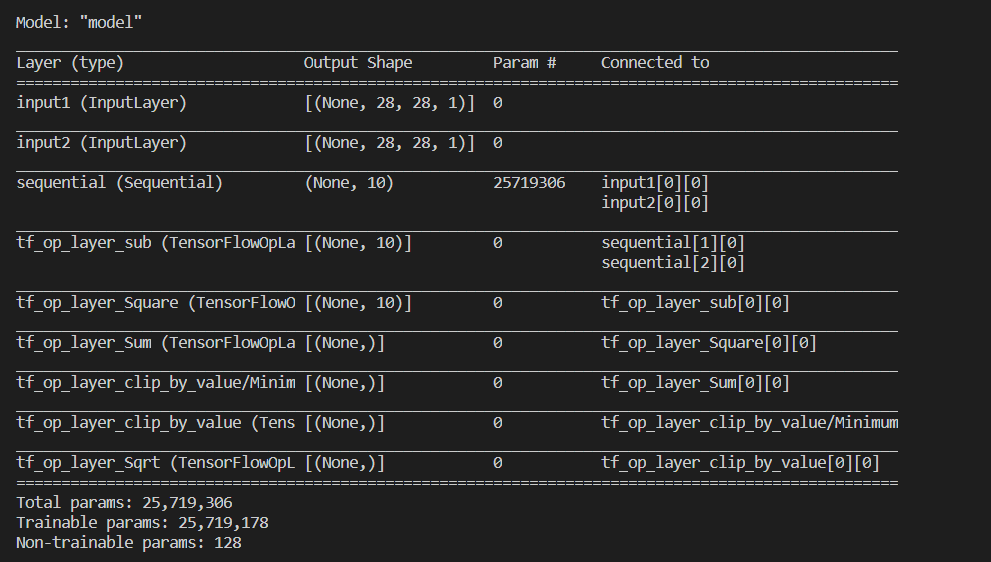 Model: "model"
Layer (type) Output Shape Param # Connected to
input1 (InputLayer) [(None, 28, 28, 1)] 0
input2 (InputLayer) [(None, 28, 28, 1)] 0
sequential (Sequential) (None, 10) 25719306 input1[0][0]
input2[0][0]
tf_op_layer_sub (TensorFlowOpLa [(None, 10)] 0 sequential[1][0]
sequential[2][0]
tf_op_layer_Square (TensorFlowO [(None, 10)] 0 tf_op_layer_sub[0][0]
tf_op_layer_Sum (TensorFlowOpLa [(None,)] 0 tf_op_layer_Square[0][0]
tf_op_layer_clip_by_value/Minim [(None,)] 0 tf_op_layer_Sum[0][0]
tf_op_layer_clip_by_value (Tens [(None,)] 0 tf_op_layer_clip_by_value/Minimum
tf_op_layer_Sqrt (TensorFlowOpL [(None,)] 0 tf_op_layer_clip_by_value[0][0]
Total params: 25,719,306
Trainable params: 25,719,178
Non-trainable params: 128